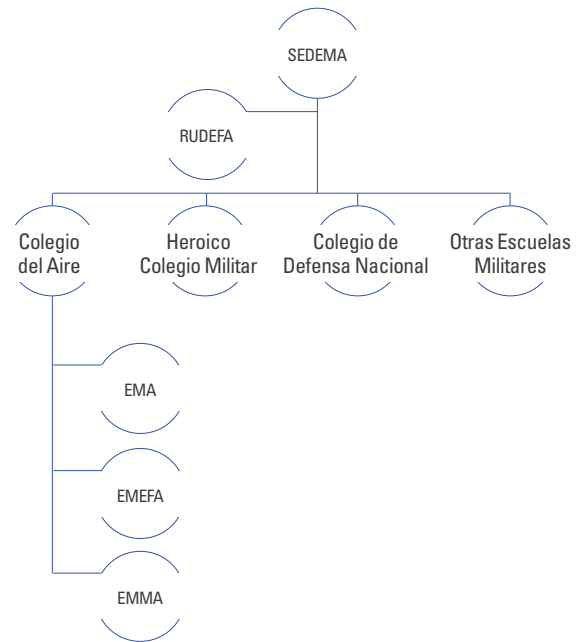 SEDEMA
RUDEFA
Colegio
del Aire
Heroico
Colegio Militar
Colegio de
Defensa Nacional
Otras Escuelas
Militares
EMA
EMEFA
EMMA